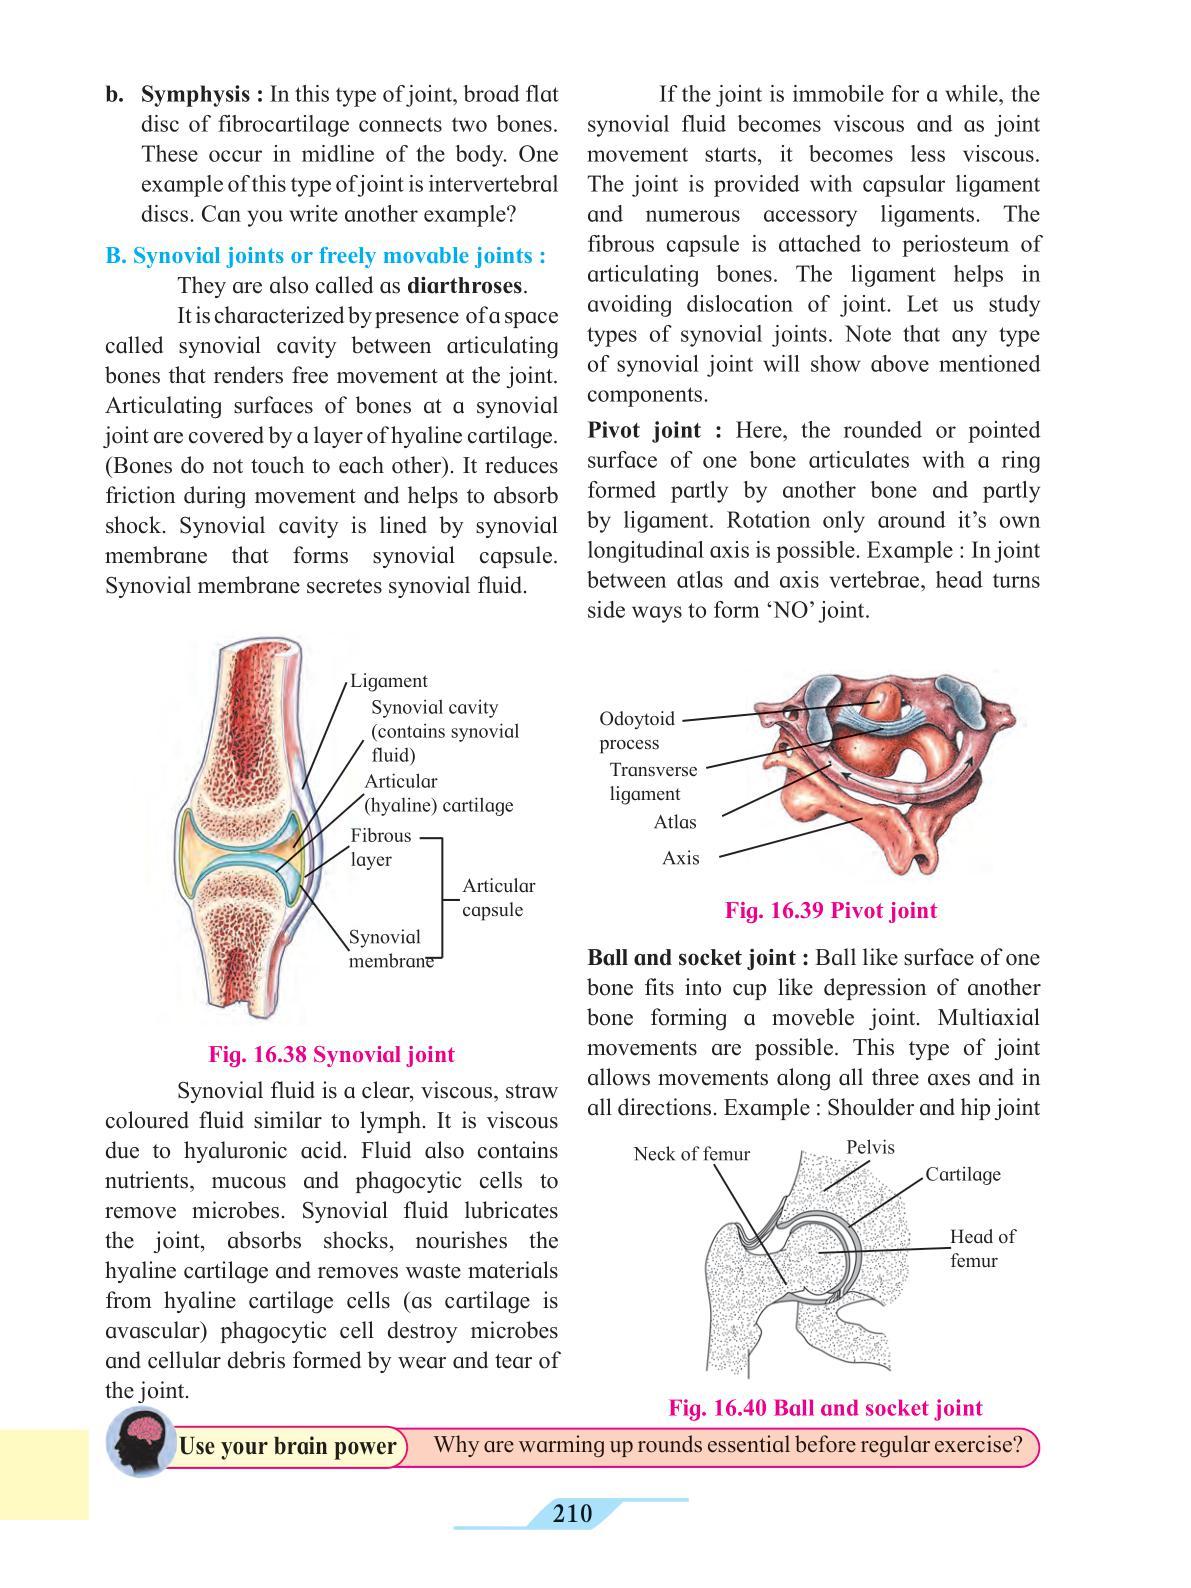 b. Symphysis : In this type of joint, broad flat
disc of fibrocartilage connects two bones.
These occur in midline of the body. One
example of this type of joint is intervertebral
discs. Can you write another example?
B. Synovial joints or freely movable joints :
They are also called as diarthroses.
It is characterized by presence of a space
called synovial cavity between articulating
bones that renders free movement at the joint.
Articulating surfaces of bones at a synovial
joint are covered by a layer of hyaline cartilage.
(Bones do not touch to each other). It reduces
friction during movement and helps to absorb
shock. Synovial cavity is lined by synovial
membrane that forms synovial capsule.
Synovial membrane secretes synovial fluid.
Ligament
Synovial cavity
(contains synovial
fluid)
Articular
(hyaline) cartilage
Fibrous
layer
Articular
capsule
Synovial
membrane
Fig. 16.38 Synovial joint
Synovial fluid is a clear, viscous, straw
coloured fluid similar to lymph. It is viscous
due to hyaluronic acid. Fluid also contains
nutrients, mucous and phagocytic cells to
remove microbes. Synovial fluid lubricates
the joint, absorbs shocks, nourishes the
hyaline cartilage and removes waste materials
from hyaline cartilage cells (as cartilage is
avascular) phagocytic cell destroy microbes
and cellular debris formed by wear and tear of
the joint.
If the joint is immobile for a while, the
synovial fluid becomes viscous and as joint
movement starts, it becomes less viscous.
The joint is provided with capsular ligament
and numerous accessory ligaments. The
fibrous capsule is attached to periosteum of
articulating bones. The ligament helps in
avoiding dislocation of joint. Let us study
types of synovial joints. Note that any type
of synovial joint will show above mentioned
components.
Pivot joint : Here, the rounded or pointed
surface of one bone articulates with a ring
formed partly by another bone and partly
by ligament. Rotation only around it's own
longitudinal axis is possible. Example : In joint
between atlas and axis vertebrae, head turns
side ways to form ‘NO’ joint.
Odoytoid
process
Transverse
ligament
Atlas
Axis
Fig. 16.39 Pivot joint
Ball and socket joint : Ball like surface of one
bone fits into cup like depression of another
bone forming a moveble joint. Multiaxial
movements are possible. This type of joint
allows movements along all three axes and in
all directions. Example : Shoulder and hip joint
Neck of femur
Pelvis
Cartilage
Head of
femur
Fig. 16.40 Ball and socket joint
Use your brain power
Why are warming up rounds essential before regular exercise?
210